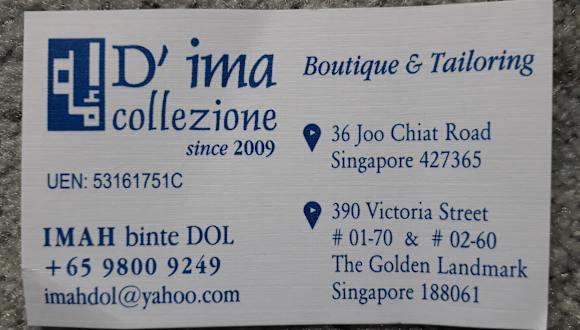 D' ima
collezione
since 2009
UEN: 53161751C
IMAH binte DOL
+65 9800 9249
imahdol@yahoo.com
Boutique & Tailoring
36 Joo Chiat Road
Singapore 427365
390 Victoria Street
# 01-70 & # 02-60
The Golden Landmark
Singapore 188061